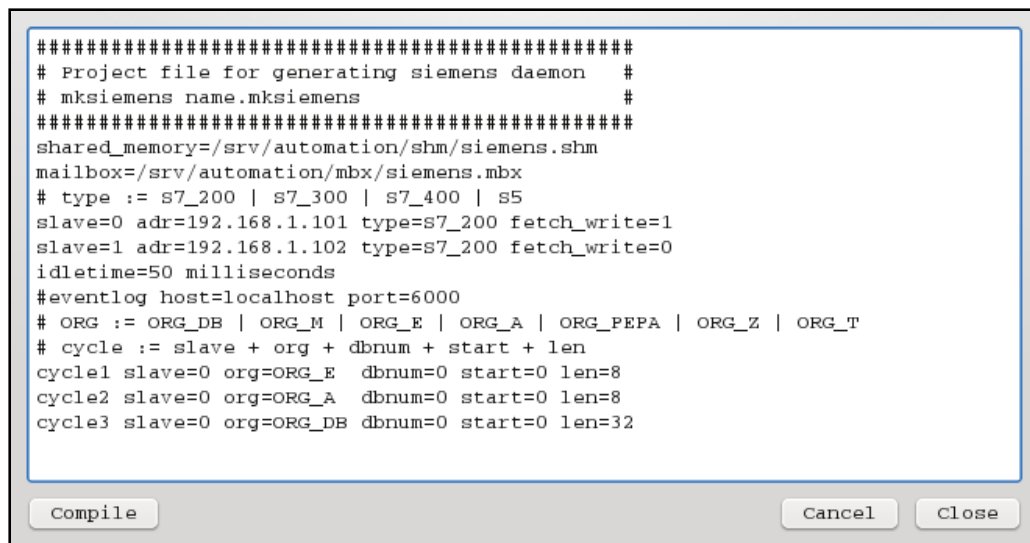 ################################################
# Project file for generating siemens daemon   #
# mksiemens name.mksiemens                     #
################################################
shared_memory=/srv/automation/shm/siemens.shm
mailbox=/srv/automation/mbx/siemens.mbx
# type := S7_200 | S7_300 | S7_400 | S5
slave=0 adr=192.168.1.101 type=S7_200 fetch_write=1
slave=1 adr=192.168.1.102 type=S7_200 fetch_write=0
idletime=50 milliseconds
#eventlog host=localhost port=6000
# ORG := ORG_DB | ORG_M | ORG_E | ORG_A | ORG_PEPA | ORG_Z | ORG_T
# cycle := slave + org + dbnum + start + len
cycle1 slave=0 org=ORG_E  dbnum=0 start=0 len=8
cycle2 slave=0 org=ORG_A  dbnum=0 start=0 len=8
cycle3 slave=0 org=ORG_DB dbnum=0 start=0 len=32
Compile Cancel Close